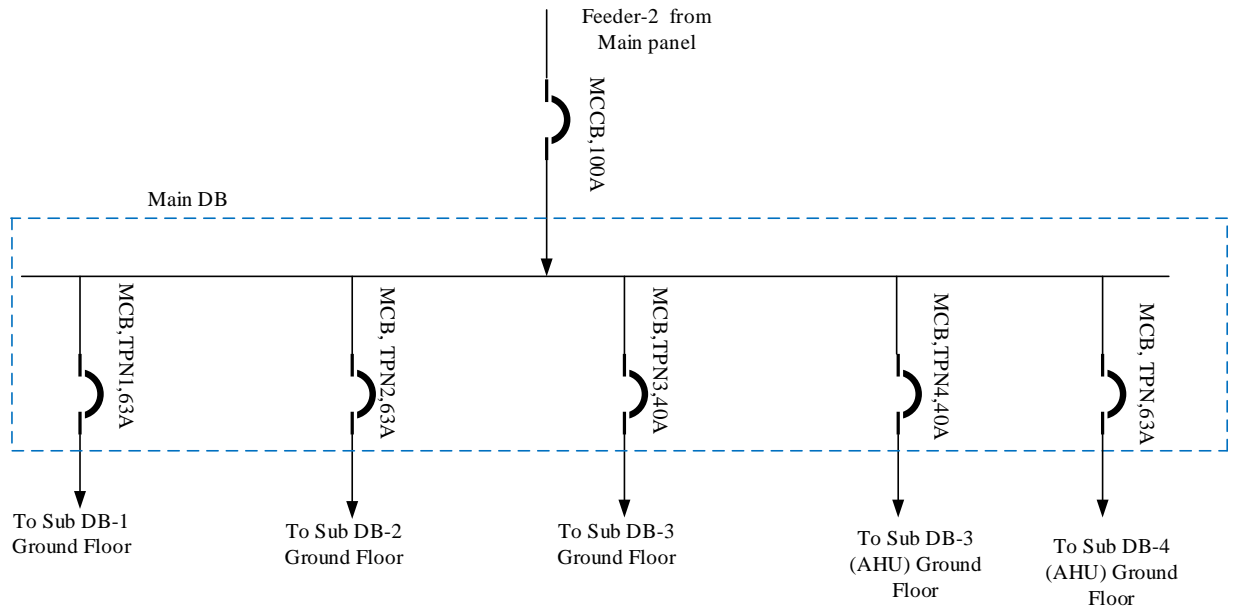 Feeder-2 from
Main panel
MCCB,100A
Main DB
MCB,TPN1,63A
MCB, TPN2,63A
MCB,TPN3,40A
MCB,TPN4,40A
MCB, TPN,63A
To Sub DB-1
Ground Floor
To Sub DB-2
Ground Floor
To Sub DB-3
Ground Floor
To Sub DB-3
(AHU) Ground
Floor
To Sub DB-4
(AHU) Ground
Floor